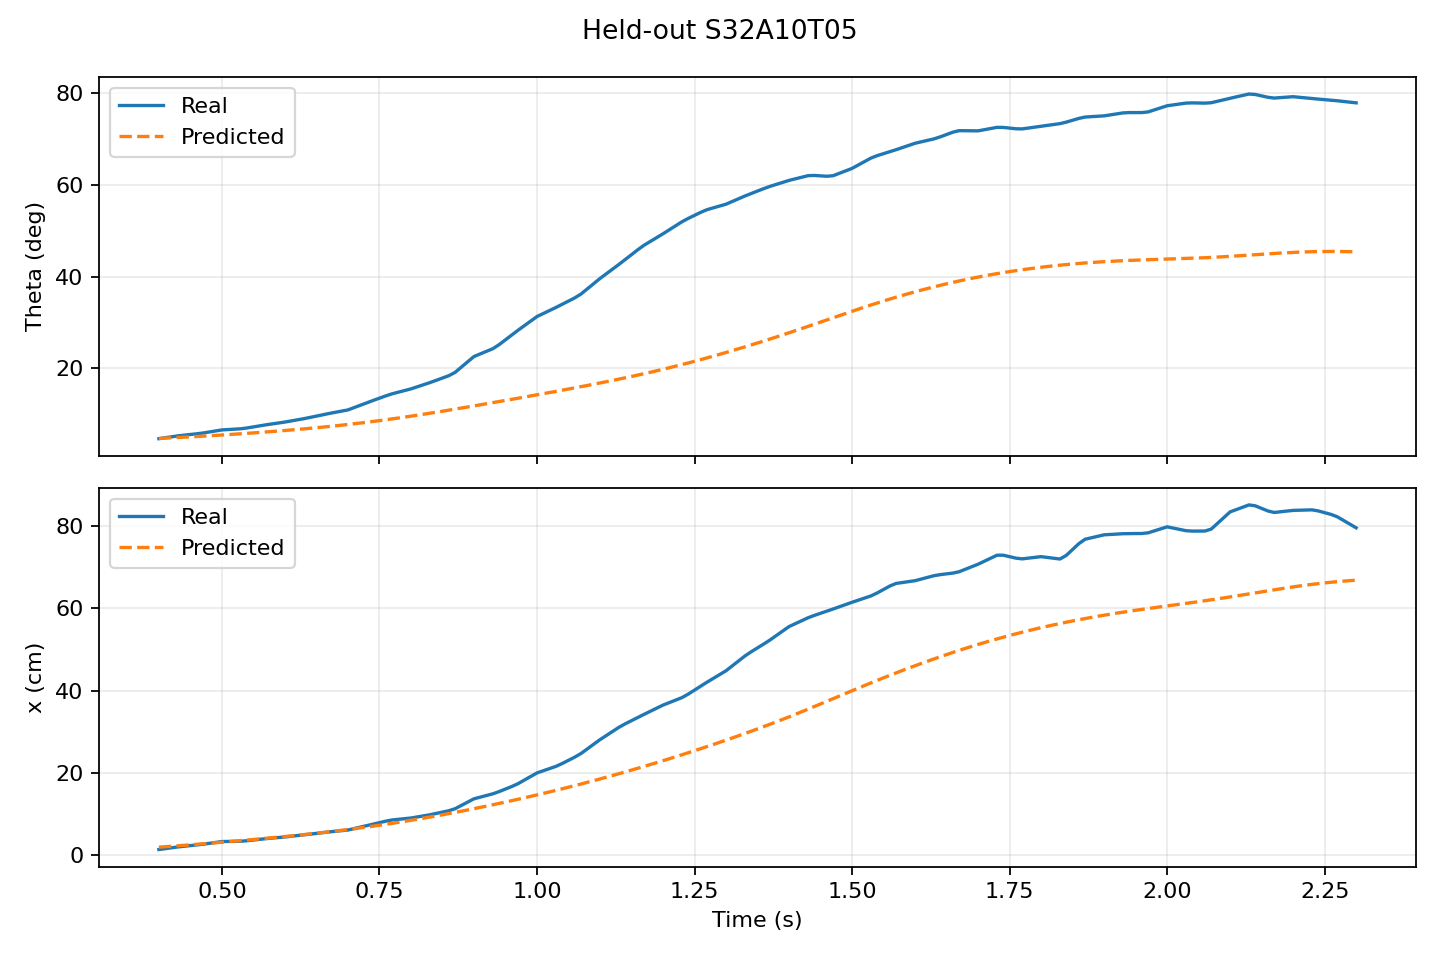 Held-out S32A10T05
Real
Predicted
Theta (deg)
80
60
40
20
Real
Predicted
x (cm)
80
60
40
20
0
0.50 0.75 1.00 1.25 1.50 1.75 2.00 2.25
Time (s)